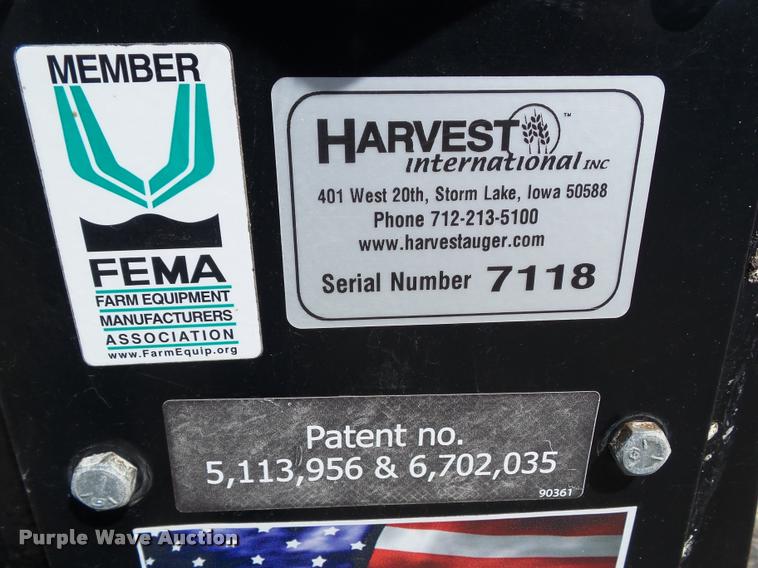 MEMBER
FEMA
FARM EQUIPMENT
MANUFACTURERS
ASSOCIATION
www.FarmEquip.org
HARVEST ™
international INC
401 West 20th, Storm Lake, Iowa 50588
Phone 712-213-5100
www.harvestauger.com
Serial Number 7118
Patent no.
5,113,956 & 6,702,035
90361
Purple Wave Auction